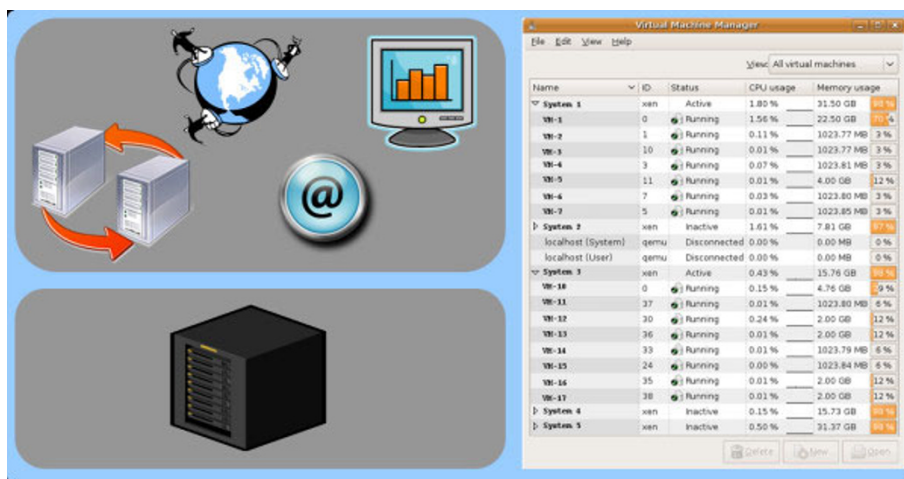 @
Virtual Machine Manager
File Edit View Help
View: All virtual machines
Name ID Status CPU usage Memory usage
System 1 xen Active 1.80 % 31.50 GB 98 %
VM-1 0 Running 1.56 % 22.50 GB 70 %
VM-2 1 Running 0.11 % 1023.77 MB 3 %
VM-3 10 Running 0.01 % 1023.77 MB 3 %
VM-4 3 Running 0.07 % 1023.81 MB 3 %
VM-5 11 Running 0.01 % 4.00 GB 12 %
VM-6 7 Running 0.03 % 1023.80 MB 3 %
VM-7 5 Running 0.01 % 1023.85 MB 3 %
System 2 xen Inactive 1.61 % 7.81 GB 97 %
localhost (System) qemu Disconnected 0.00 % 0.00 MB 0 %
localhost (User) qemu Disconnected 0.00 % 0.00 MB 0 %
System 3 xen Active 0.43 % 15.76 GB 98 %
VM-10 0 Running 0.15 % 4.76 GB 9 %
VM-11 37 Running 0.01 % 1023.80 MB 6 %
VM-12 30 Running 0.24 % 2.00 GB 12 %
VM-13 36 Running 0.01 % 2.00 GB 12 %
VM-14 33 Running 0.01 % 1023.79 MB 6 %
VM-15 24 Running 0.00 % 1023.84 MB 6 %
VM-16 35 Running 0.01 % 2.00 GB 12 %
VM-17 38 Running 0.01 % 2.00 GB 12 %
System 4 xen Inactive 0.15 % 15.73 GB 98 %
System 5 xen Inactive 0.50 % 31.37 GB 98 %
Delete New Open